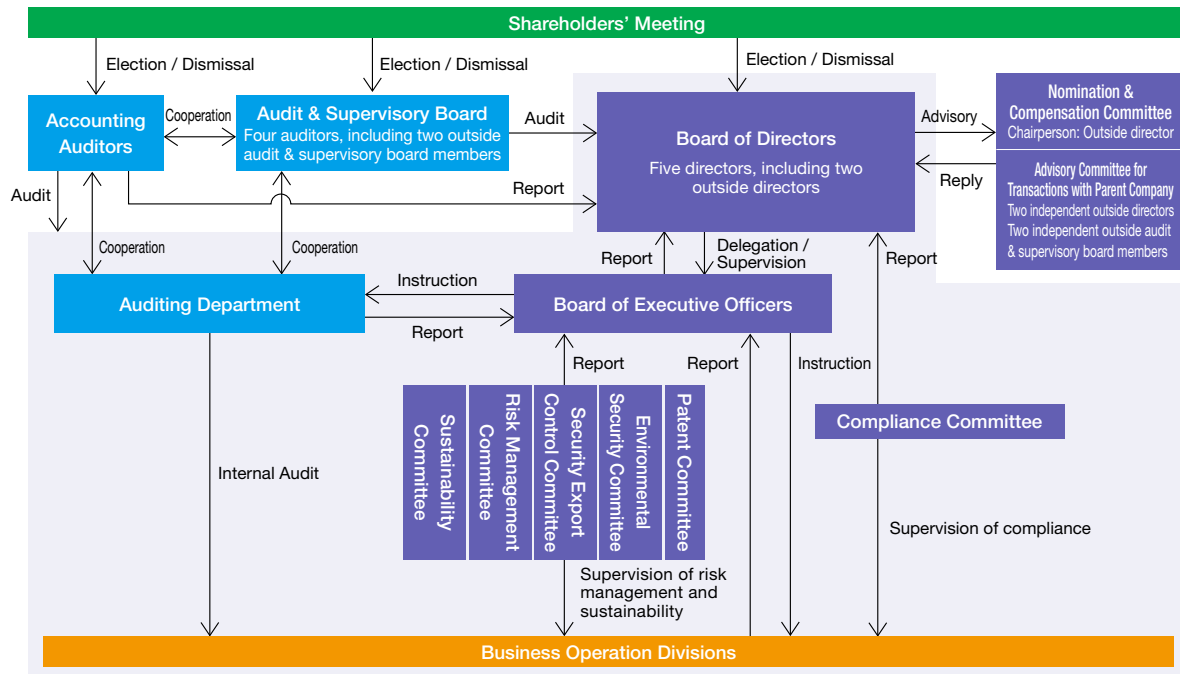 Shareholders’ Meeting
Election / Dismissal
Election / Dismissal
Election / Dismissal
Accounting
Auditors
Cooperation
Audit & Supervisory Board
Four auditors, including two outside
audit & supervisory board members
Audit
Board of Directors
Five directors, including two
outside directors
Advisory
Reply
Nomination &
Compensation Committee
Chairperson: Outside director
Advisory Committee for
Transactions with Parent Company
Two independent outside directors
Two independent outside audit
& supervisory board members
Audit
Report
Cooperation
Cooperation
Report
Delegation /
Supervision
Report
Auditing Department
Instruction
Report
Board of Executive Officers
Report
Report
Instruction
Sustainability
Committee
Risk Management
Committee
Security Export
Control Committee
Environmental
Security Committee
Patent Committee
Compliance Committee
Internal Audit
Supervision of compliance
Supervision of risk
management and
sustainability
Business Operation Divisions